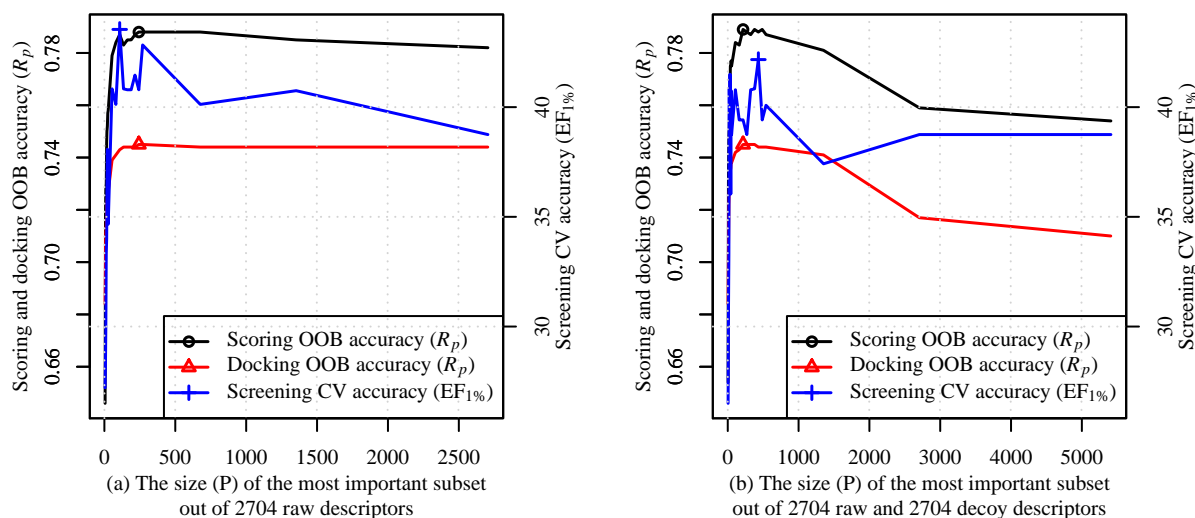 Scoring and docking OOB accuracy (Rp)
0.78
0.74
0.70
0.66
40
35
30
Screening CV accuracy (EF1%)
Scoring OOB accuracy (Rp)
Docking OOB accuracy (Rp)
Screening CV accuracy (EF1%)
0 500 1000 1500 2000 2500
(a) The size (P) of the most important subset
out of 2704 raw descriptors
Scoring and docking OOB accuracy (Rp)
0.78
0.74
0.70
0.66
40
35
30
Screening CV accuracy (EF1%)
Scoring OOB accuracy (Rp)
Docking OOB accuracy (Rp)
Screening CV accuracy (EF1%)
0 1000 2000 3000 4000 5000
(b) The size (P) of the most important subset
out of 2704 raw and 2704 decoy descriptors